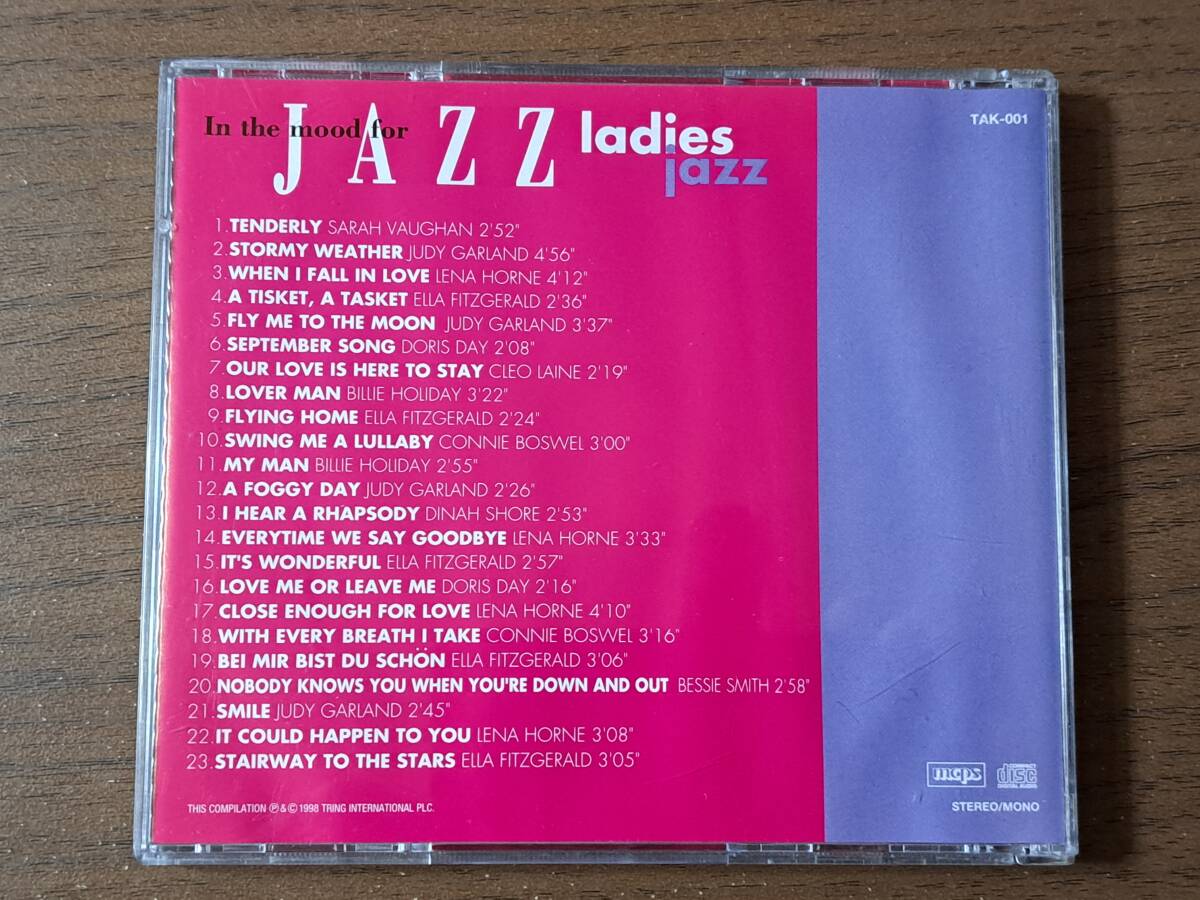 In the mood for
JAZZ
ladies
jazz
TAK-001
1.TENDERLY SARAH VAUGHAN 2'52"
2.STORMY WEATHER JUDY GARLAND 4'56"
3.WHEN I FALL IN LOVE LENA HORNE 4'12"
4.A TISKET, A TASKET ELLA FITZGERALD 2'36"
5.FLY ME TO THE MOON JUDY GARLAND 3'37"
6.SEPTEMBER SONG DORIS DAY 2'08"
7.OUR LOVE IS HERE TO STAY CLEO LAINE 2'19"
8.LOVER MAN BILLIE HOLIDAY 3'22"
9.FLYING HOME ELLA FITZGERALD 2'24"
10.SWING ME A LULLABY CONNIE BOSWEL 3'00"
11.MY MAN BILLIE HOLIDAY 2'55"
12.A FOGGY DAY JUDY GARLAND 2'26"
13.I HEAR A RHAPSODY DINAH SHORE 2'53"
14.EVERYTIME WE SAY GOODBYE LENA HORNE 3'33"
15.IT'S WONDERFUL ELLA FITZGERALD 2'57"
16.LOVE ME OR LEAVE ME DORIS DAY 2'16"
17.CLOSE ENOUGH FOR LOVE LENA HORNE 4'10"
18.WITH EVERY BREATH I TAKE CONNIE BOSWEL 3'16"
19.BEI MIR BIST DU SCHÖN ELLA FITZGERALD 3'06"
20.NOBODY KNOWS YOU WHEN YOU'RE DOWN AND OUT BESSIE SMITH 2'58"
21.SMILE JUDY GARLAND 2'45"
22.IT COULD HAPPEN TO YOU LENA HORNE 3'08"
23.STAIRWAY TO THE STARS ELLA FITZGERALD 3'05"
mcps
COMPACT
disc
DIGITAL AUDIO
THIS COMPILATION ℗&© 1998 TRING INTERNATIONAL PLC.
STEREO/MONO